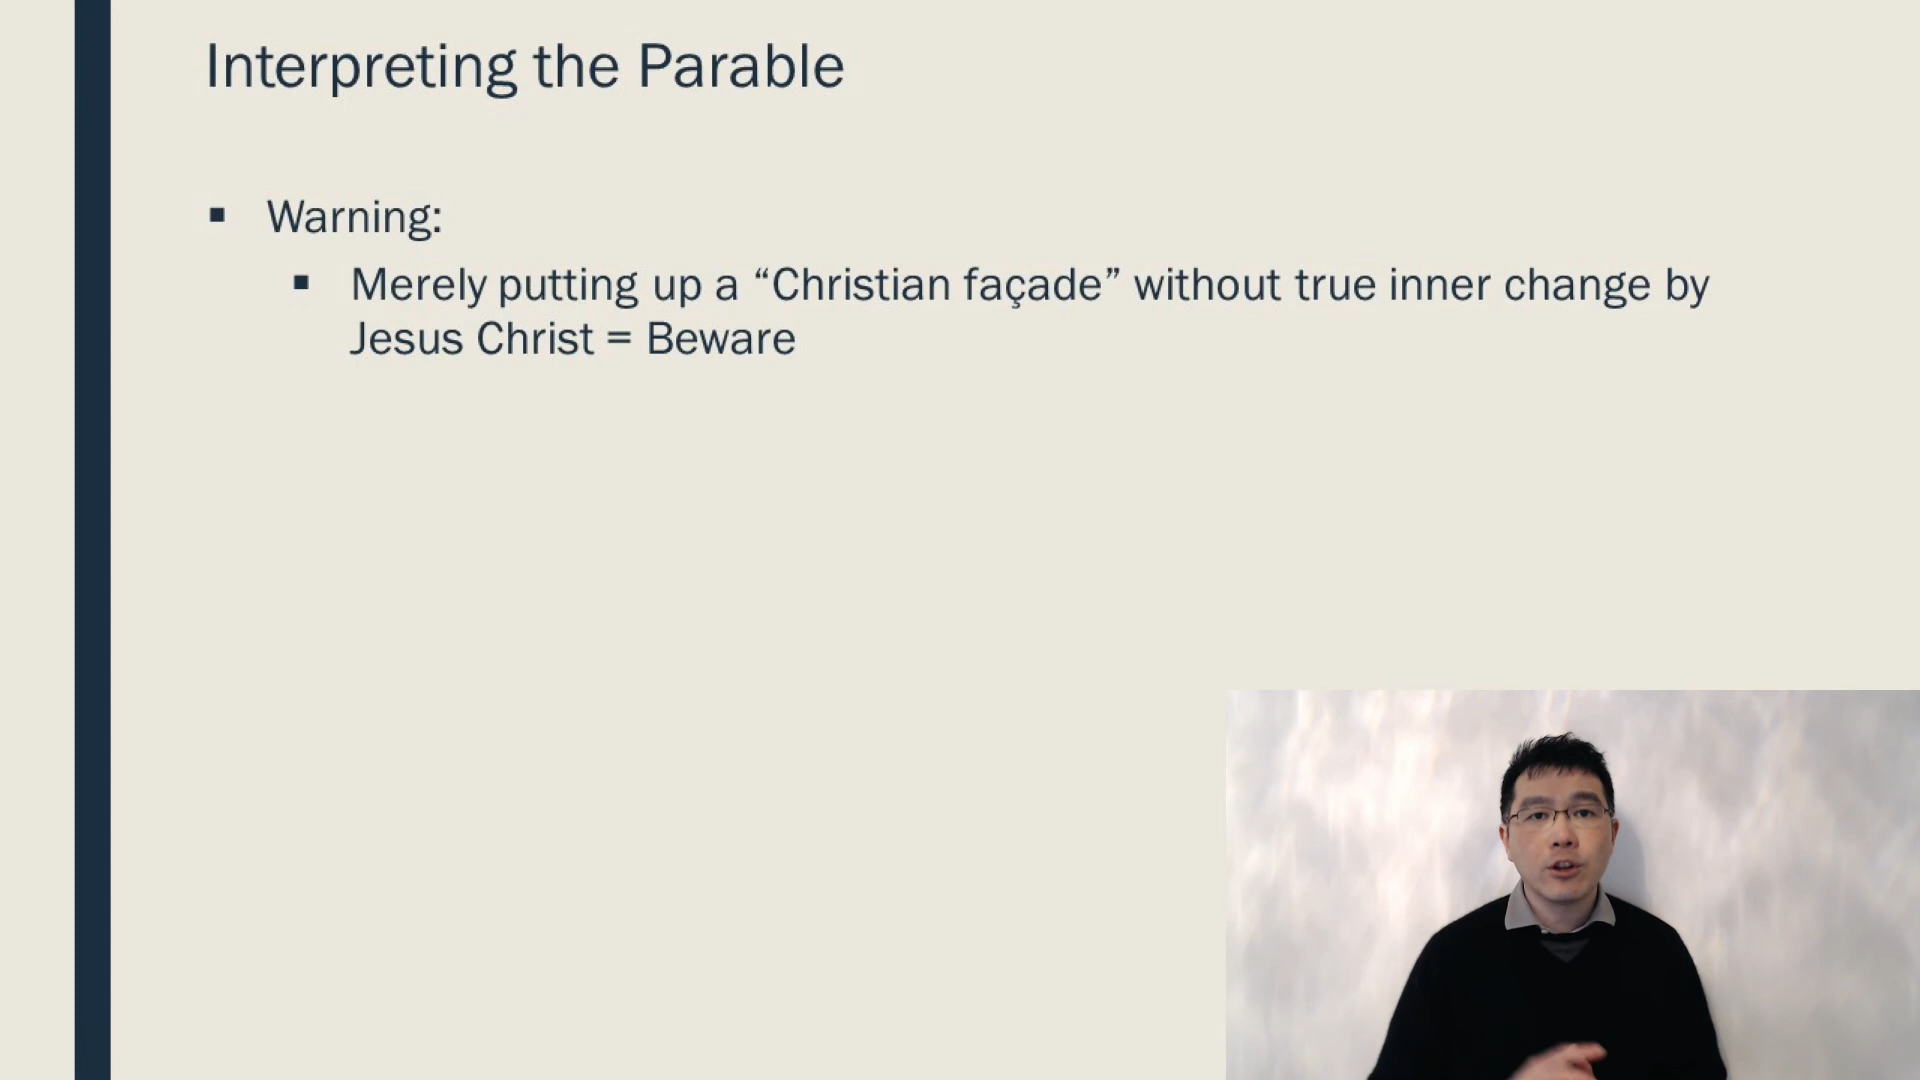 Interpreting the Parable
Warning:
Merely putting up a “Christian façade” without true inner change by
Jesus Christ = Beware